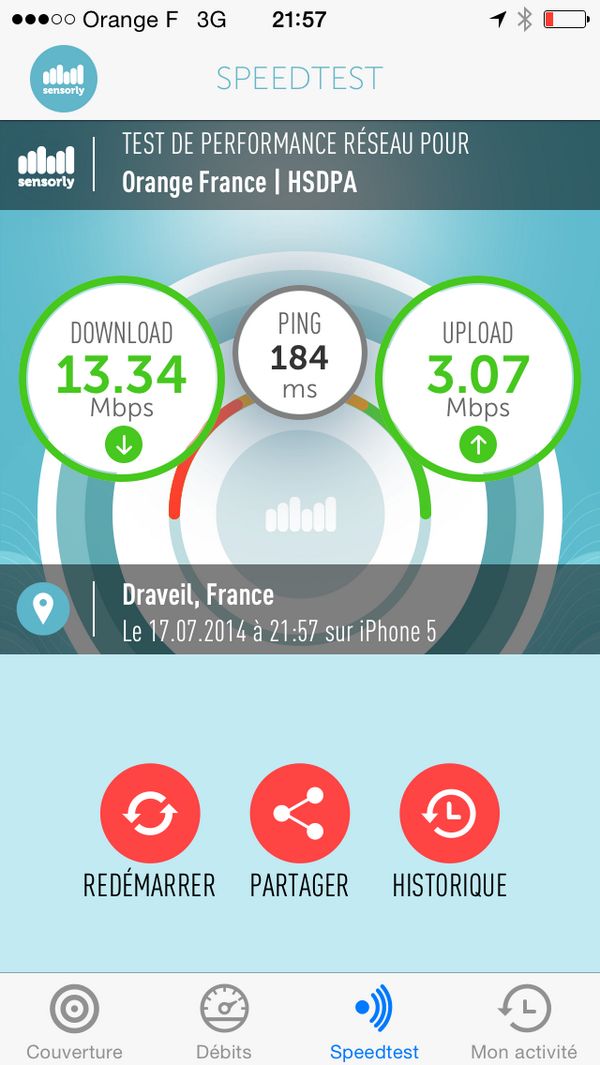 Orange F 3G 21:57
sensorly
SPEEDTEST
sensorly
TEST DE PERFORMANCE RÉSEAU POUR
Orange France | HSDPA
DOWNLOAD
13.34
Mbps
PING
184
ms
UPLOAD
3.07
Mbps
Draveil, France
Le 17.07.2014 à 21:57 sur iPhone 5
REDÉMARRER PARTAGER HISTORIQUE
Couverture Débits Speedtest Mon activité